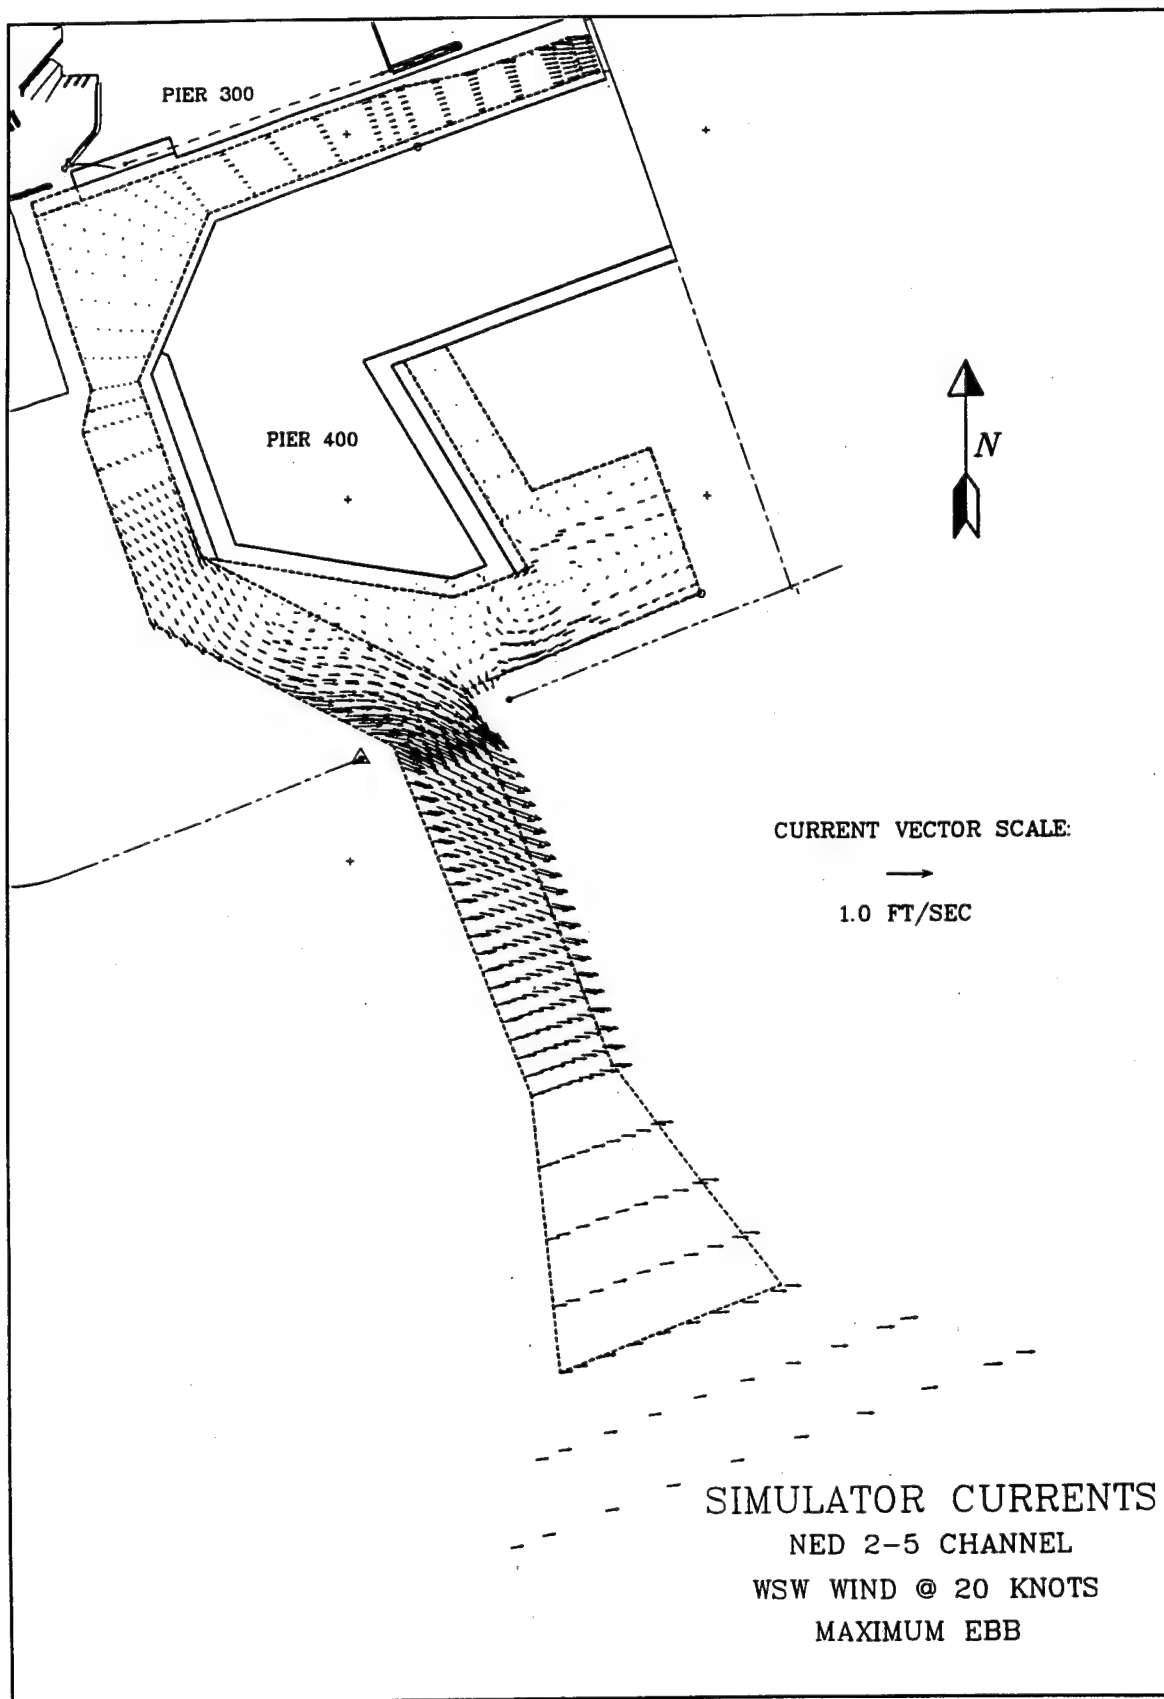 PIER 300
PIER 400
N
CURRENT VECTOR SCALE:
1.0 FT/SEC
SIMULATOR CURRENTS
NED 2-5 CHANNEL
WSW WIND @ 20 KNOTS
MAXIMUM EBB